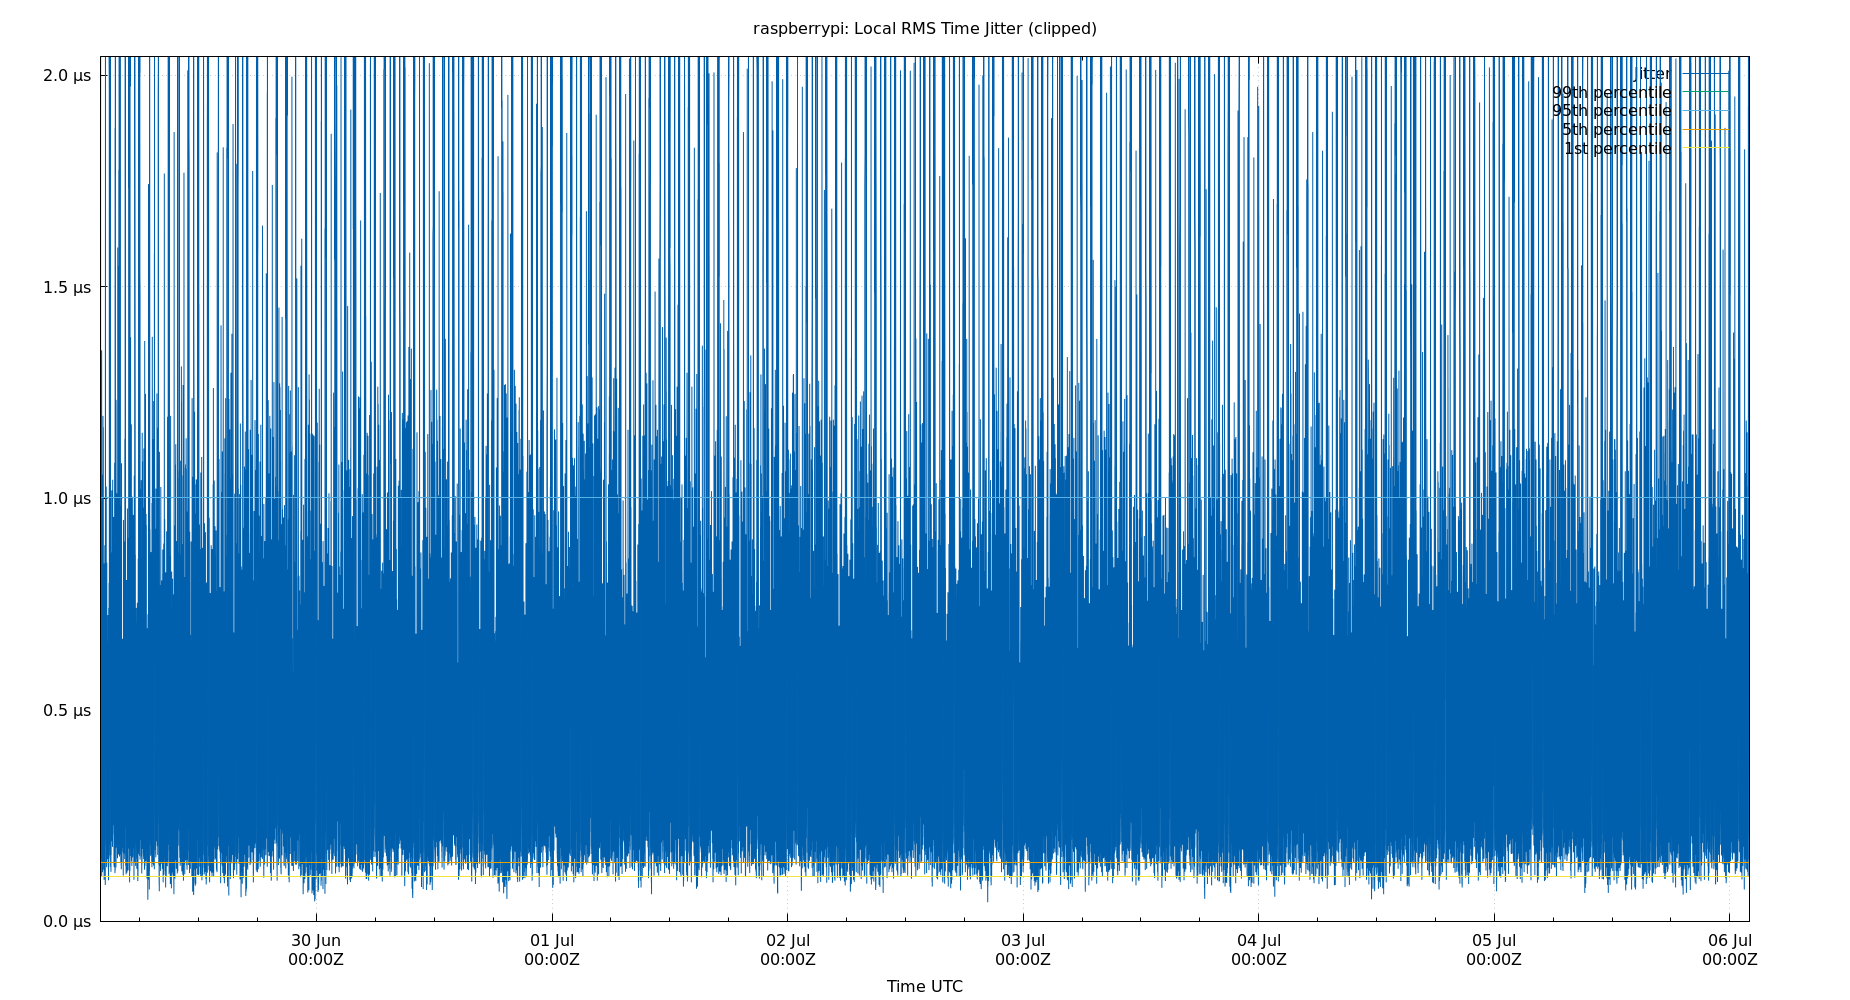 raspberrypi: Local RMS Time Jitter (clipped)
2.0 µs
1.5 µs
1.0 µs
0.5 µs
0.0 µs
jitter
99th percentile
95th percentile
5th percentile
1st percentile
30 Jun
00:00Z
01 Jul
00:00Z
02 Jul
00:00Z
03 Jul
00:00Z
04 Jul
00:00Z
05 Jul
00:00Z
06 Jul
00:00Z
Time UTC